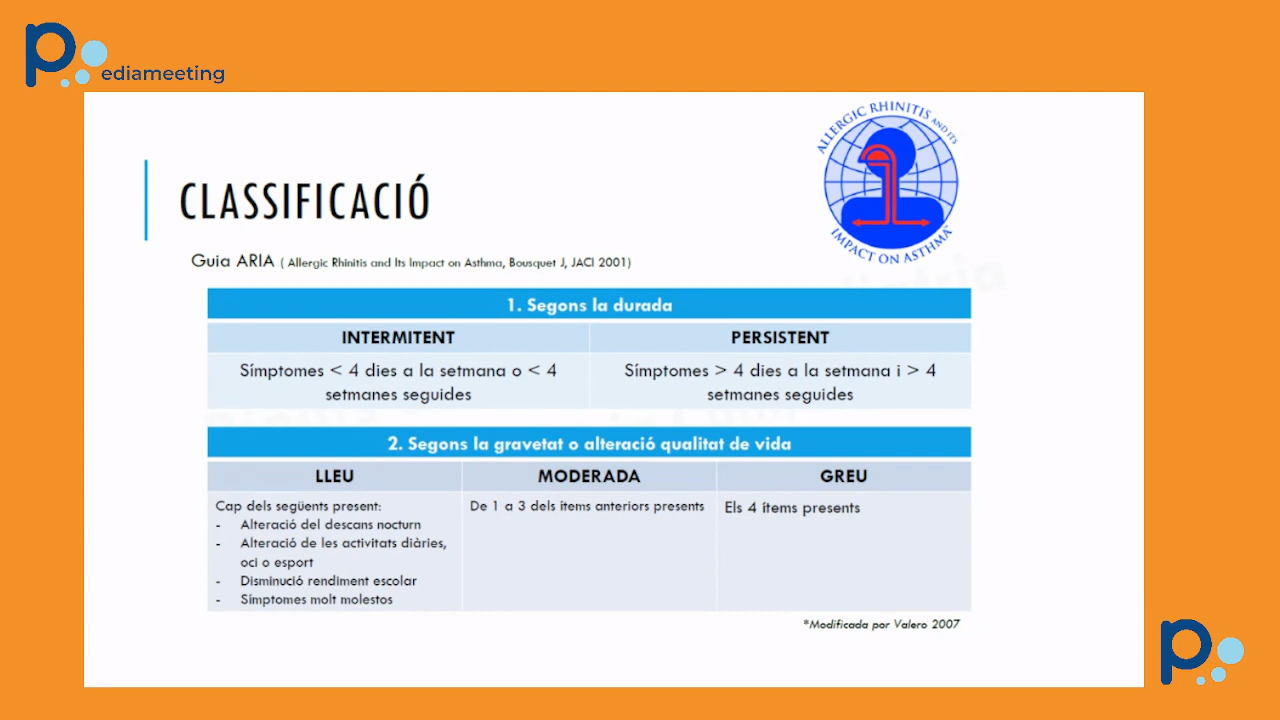 pediameeting
ALLERGIC RHINITIS AND ITS
IMPACT ON ASTHMA
CLASSIFICACIÓ
Guia ARIA ( Allergic Rhinitis and Its Impact on Asthma, Bousquet J, JACI 2001)
1. Segons la durada
INTERMITENT
PERSISTENT
Símptomes < 4 dies a la setmana o < 4
setmanes seguides
Símptomes > 4 dies a la setmana i > 4
setmanes seguides
2. Segons la gravetat o alteració qualitat de vida
LLEU
MODERADA
GREU
Cap dels següents present:
- Alteració del descans nocturn
- Alteració de les activitats diàries,
oci o esport
- Disminució rendiment escolar
- Símptomes molt molestos
De 1 a 3 dels ítems anteriors presents
Els 4 ítems presents
*Modificada por Valero 2007
p